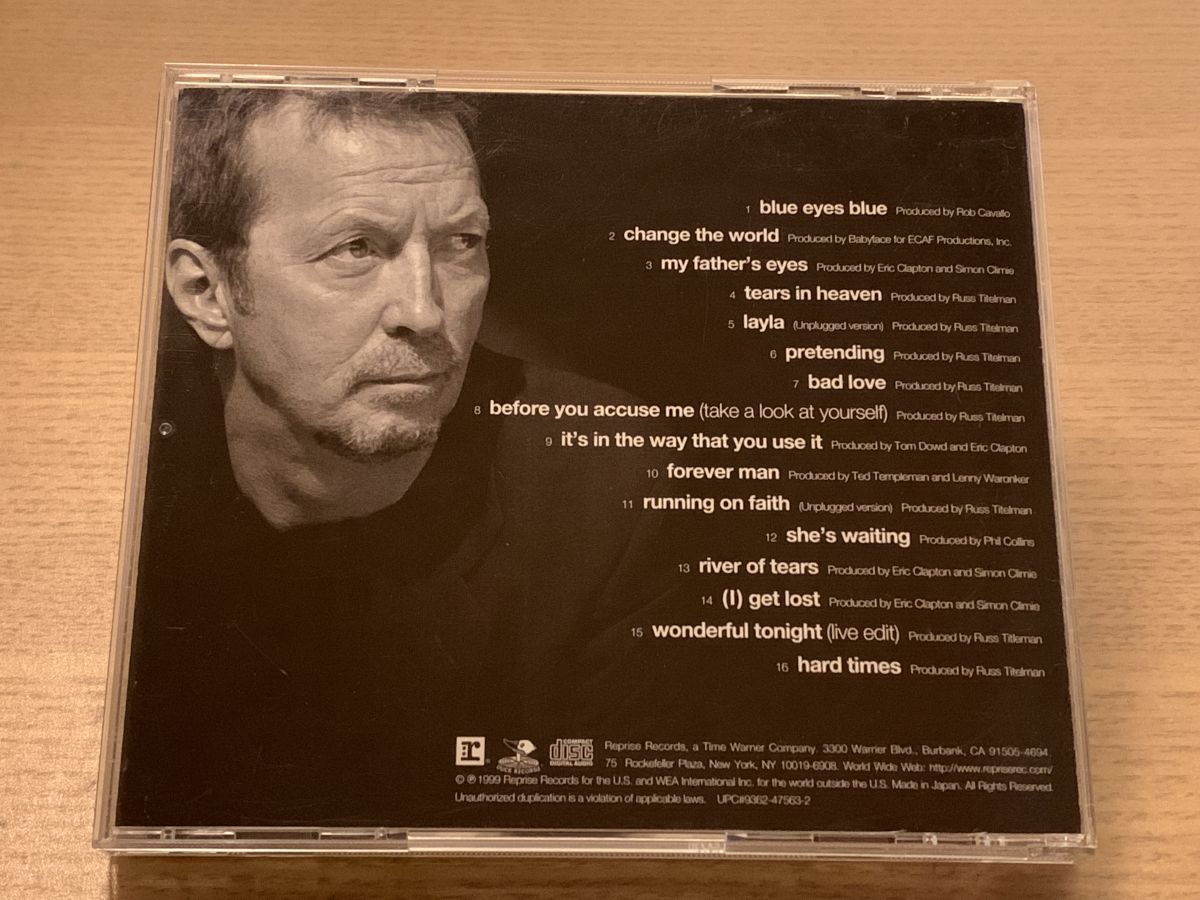 1 blue eyes blue Produced by Rob Cavallo
2 change the world Produced by Babyface for ECAF Productions, Inc.
3 my father's eyes Produced by Eric Clapton and Simon Climie
4 tears in heaven Produced by Russ Titelman
5 layla (Unplugged version) Produced by Russ Titelman
6 pretending Produced by Russ Titelman
7 bad love Produced by Russ Titelman
8 before you accuse me (take a look at yourself) Produced by Russ Titelman
9 it's in the way that you use it Produced by Tom Dowd and Eric Clapton
10 forever man Produced by Ted Templeman and Lenny Waronker
11 running on faith (Unplugged version) Produced by Russ Titelman
12 she's waiting Produced by Phil Collins
13 river of tears Produced by Eric Clapton and Simon Climie
14 (I) get lost Produced by Eric Clapton and Simon Climie
15 wonderful tonight (live edit) Produced by Russ Titleman
16 hard times Produced by Russ Titelman
r DUCK RECORDS COMPACT disc DIGITAL AUDIO
Reprise Records, a Time Warner Company. 3300 Warner Blvd., Burbank, CA 91505-4694
75 Rockefeller Plaza, New York, NY 10019-6908. World Wide Web: http://www.repriserec.com/
© ℗ 1999 Reprise Records for the U.S. and WEA International Inc. for the world outside the U.S. Made in Japan. All Rights Reserved.
Unauthorized duplication is a violation of applicable laws. UPC#9362-47563-2